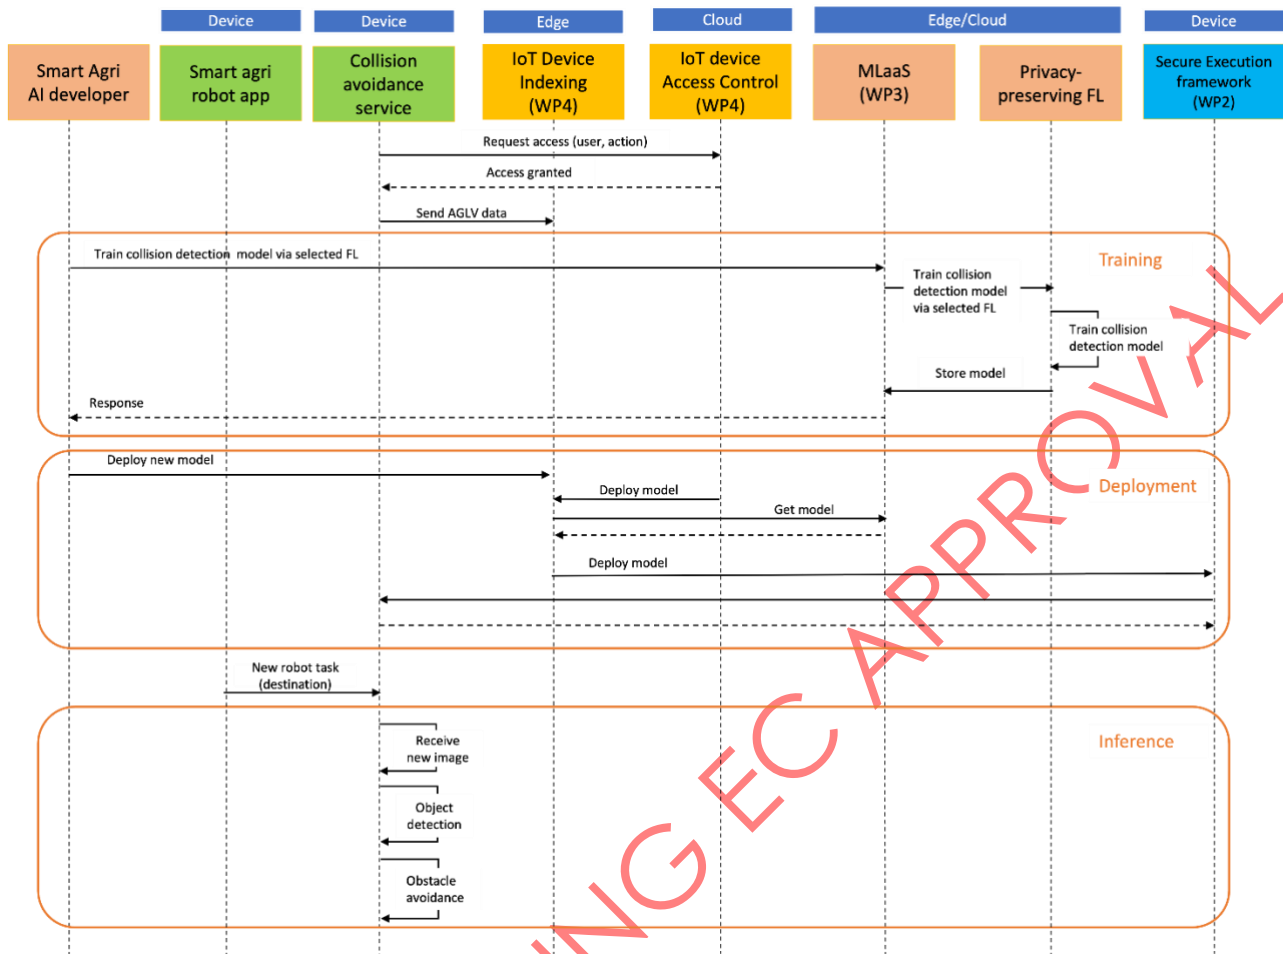 Device
Device
Edge
Cloud
Edge/Cloud
Device
Smart Agri
AI developer
Smart agri
robot app
Collision
avoidance
service
IoT Device
Indexing
(WP4)
IoT device
Access Control
(WP4)
MLaaS
(WP3)
Privacy-
preserving FL
Secure Execution
framework
(WP2)
Request access (user, action)
Access granted
Send AGLV data
Training
Train collision detection model via selected FL
Train collision
detection model
via selected FL
Train collision
detection model
Store model
Response
Deployment
Deploy new model
Deploy model
Get model
Deploy model
New robot task
(destination)
Inference
Receive
new image
Object
detection
Obstacle
avoidance
ING EC APPROVAL